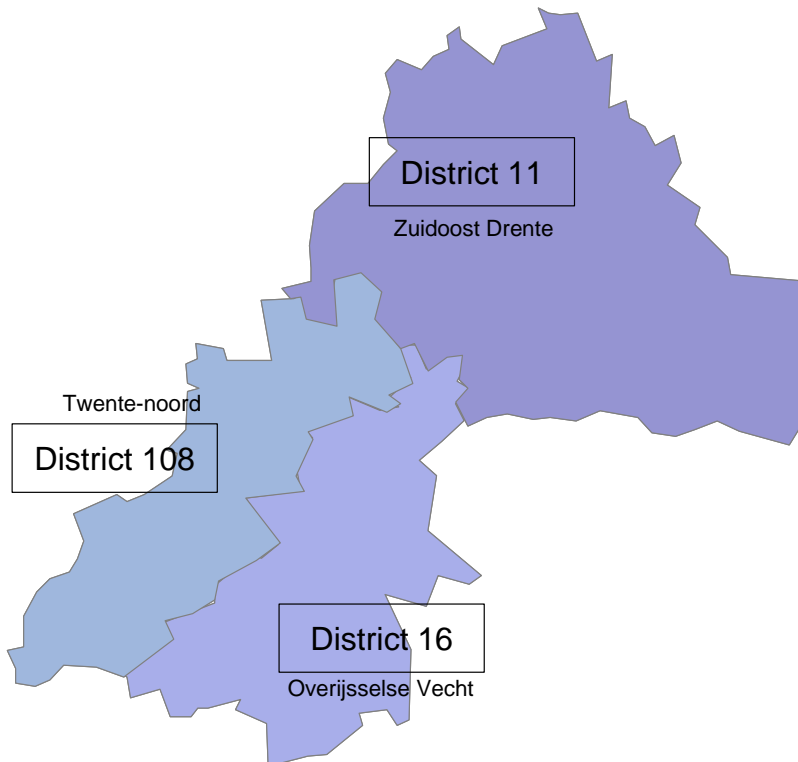 District 11
Zuidoost Drente
Twente-noord
District 108
District 16
Overijsselse Vecht